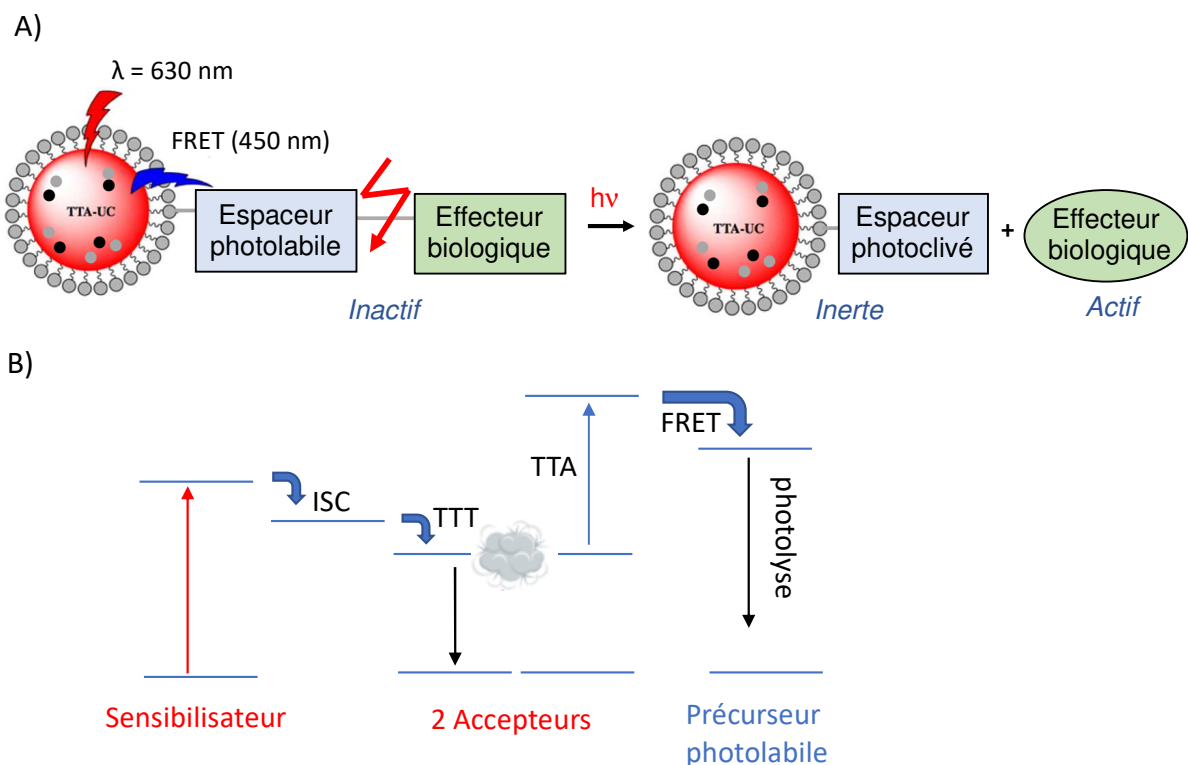 A)
λ = 630 nm
FRET (450 nm)
TTA-UC
Espaceur
photolabile
Effecteur
biologique
Inactif
hν
TTA-UC
Espaceur
photoclivé
+
Effecteur
biologique
Inerte
Actif
B)
FRET
TTA
ISC
TTT
photolyse
Sensibilisateur
2 Accepteurs
Précurseur
photolabile